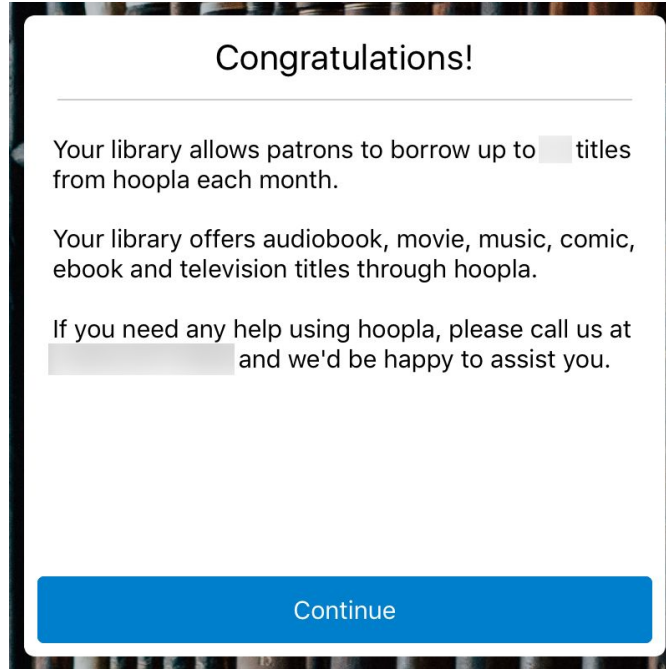 Congratulations!
Your library allows patrons to borrow up to titles
from hoopla each month.
Your library offers audiobook, movie, music, comic,
ebook and television titles through hoopla.
If you need any help using hoopla, please call us at
and we'd be happy to assist you.
Continue